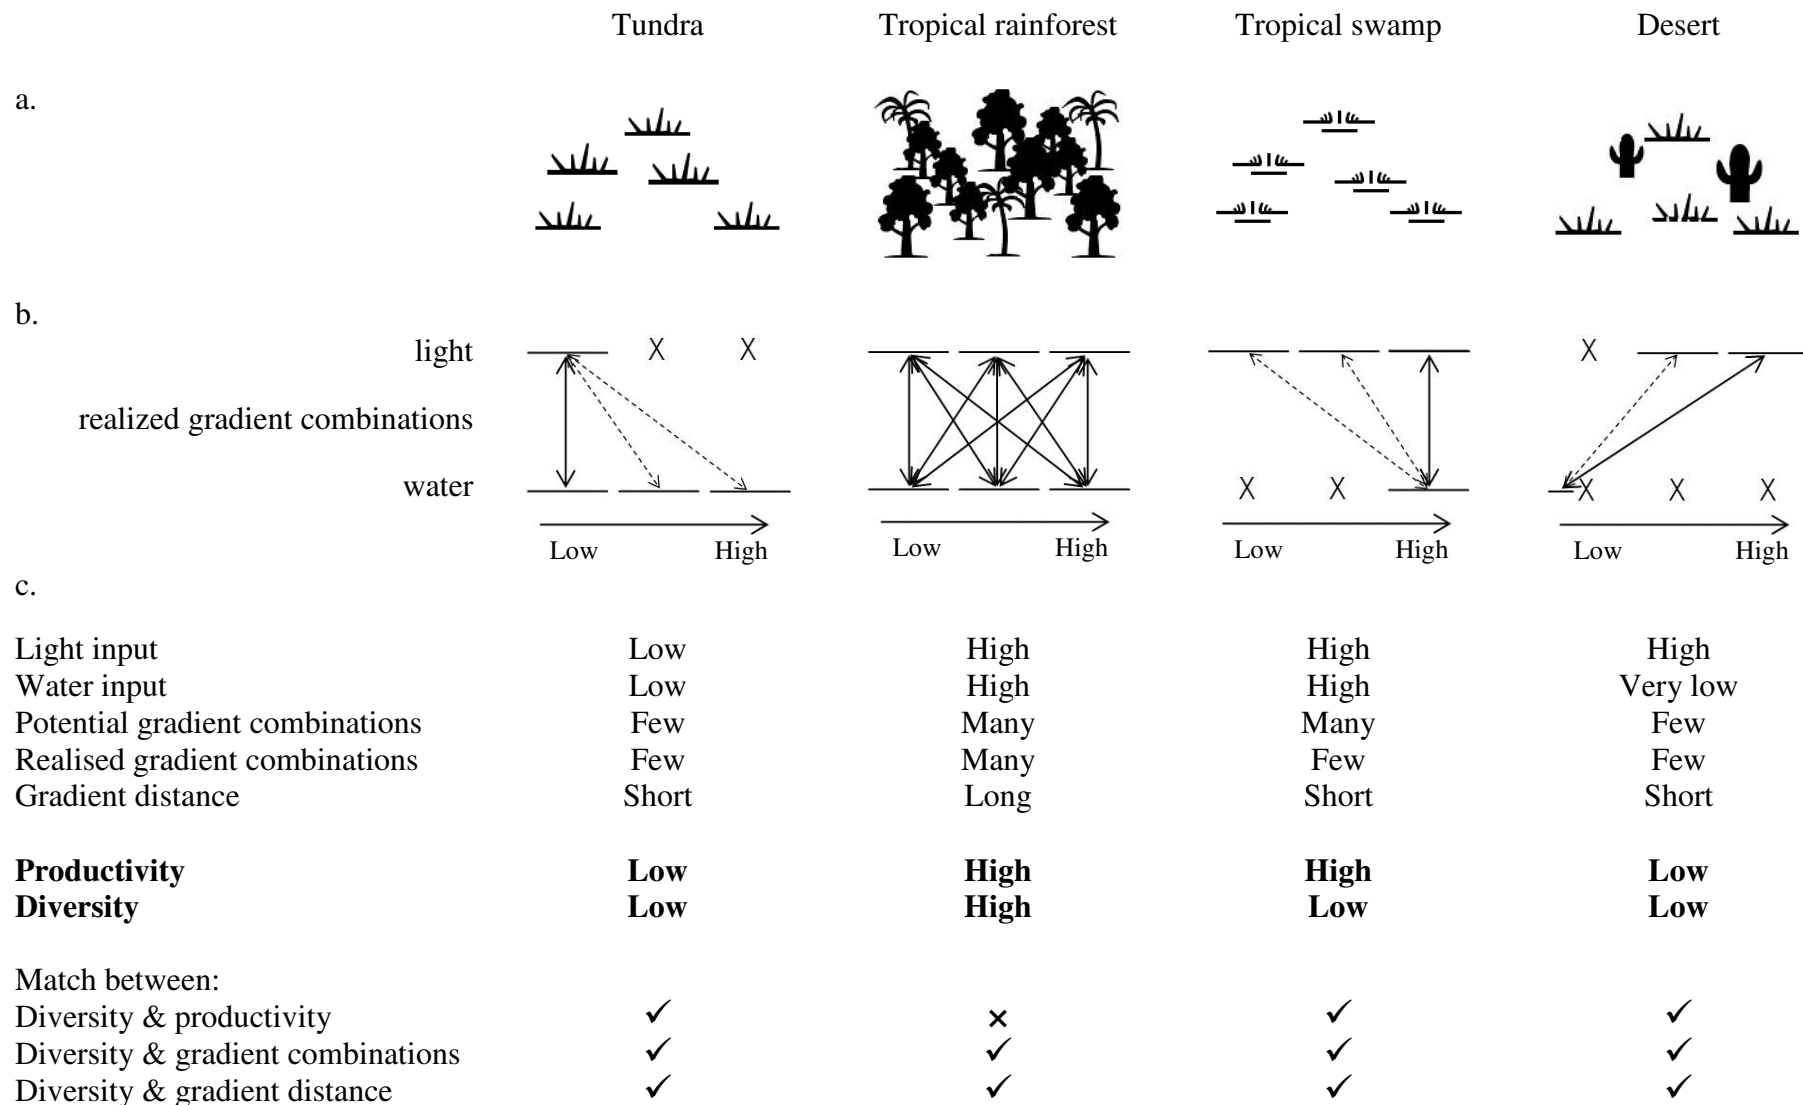 Tundra Tropical rainforest Tropical swamp Desert
a.
b.
light X X X
realized gradient combinations
water X X X X X
Low High Low High Low High Low High
c.
Light input Low High High High
Water input Low High High Very low
Potential gradient combinations Few Many Many Few
Realised gradient combinations Few Many Few Few
Gradient distance Short Long Short Short
Productivity Low High High Low
Diversity Low High Low Low
Match between:
Diversity & productivity ✓ × ✓ ✓
Diversity & gradient combinations ✓ ✓ ✓ ✓
Diversity & gradient distance ✓ ✓ ✓ ✓